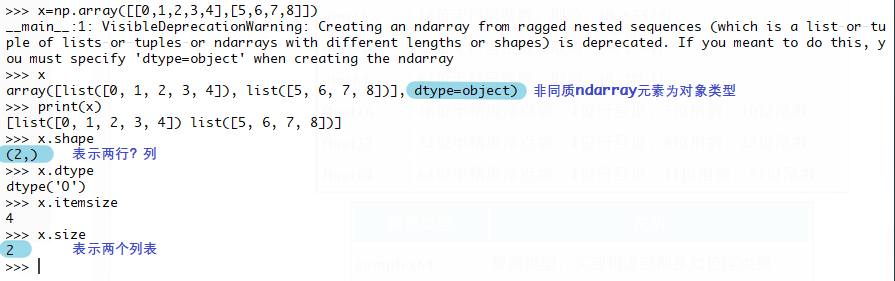 >>> x=np.array([[0,1,2,3,4],[5,6,7,8]])
__main__:1: VisibleDeprecationWarning: Creating an ndarray from ragged nested sequences (which is a list-or-tu
ple of lists-or-tuples-or ndarrays with different lengths or shapes) is deprecated. If you meant to do this, y
ou must specify 'dtype=object' when creating the ndarray
>>> x
array([list([0, 1, 2, 3, 4]), list([5, 6, 7, 8])], dtype=object) 非同质ndarray元素为对象类型
>>> print(x)
[list([0, 1, 2, 3, 4]) list([5, 6, 7, 8])]
>>> x.shape
(2,) 表示两行? 列
>>> x.dtype
dtype('O')
>>> x.itemsize
4
>>> x.size
2 表示两个列表
>>>